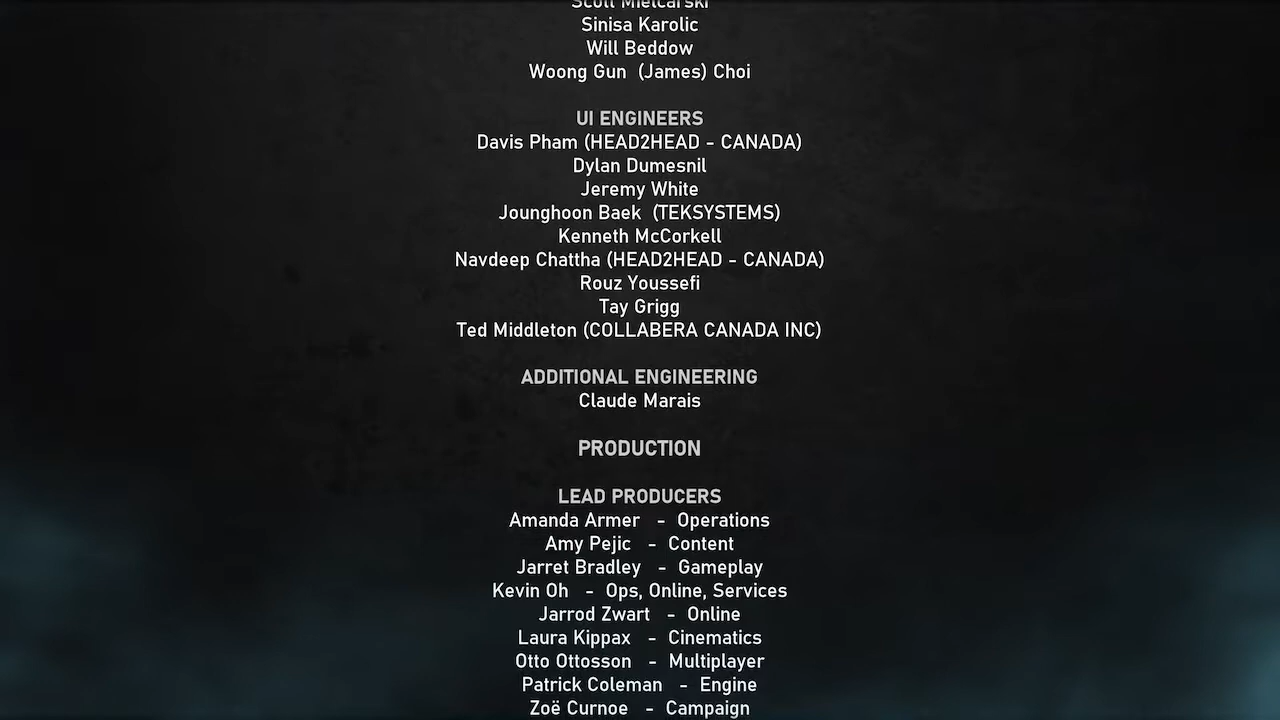 Scott Mielcarski
Sinisa Karolic
Will Beddow
Woong Gun  (James) Choi
UI ENGINEERS
Davis Pham (HEAD2HEAD - CANADA)
Dylan Dumesnil
Jeremy White
Jounghoon Baek  (TEKSYSTEMS)
Kenneth McCorkell
Navdeep Chattha (HEAD2HEAD - CANADA)
Rouz Youssefi
Tay Grigg
Ted Middleton (COLLABERA CANADA INC)
ADDITIONAL ENGINEERING
Claude Marais
PRODUCTION
LEAD PRODUCERS
Amanda Armer  -  Operations
Amy Pejic  -  Content
Jarret Bradley  -  Gameplay
Kevin Oh  -  Ops, Online, Services
Jarrod Zwart  -  Online
Laura Kippax  -  Cinematics
Otto Ottosson  -  Multiplayer
Patrick Coleman  -  Engine
Zoë Curnoe  -  Campaign